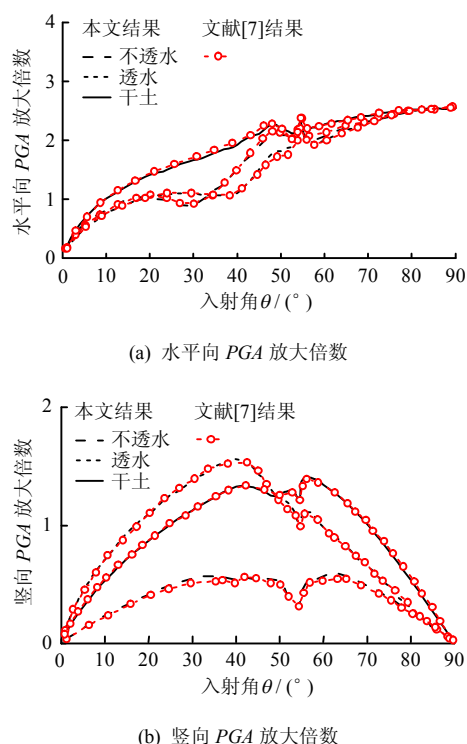 4
3
2
1
0
水平向 PGA 放大倍数
本文结果 文献[7]结果
不透水
透水
干土
0 10 20 30 40 50 60 70 80 90
入射角θ / (°)
(a) 水平向 PGA 放大倍数
2
1
0
竖向 PGA 放大倍数
本文结果 文献[7]结果
不透水
透水
干土
0 10 20 30 40 50 60 70 80 90
入射角θ / (°)
(b) 竖向 PGA 放大倍数